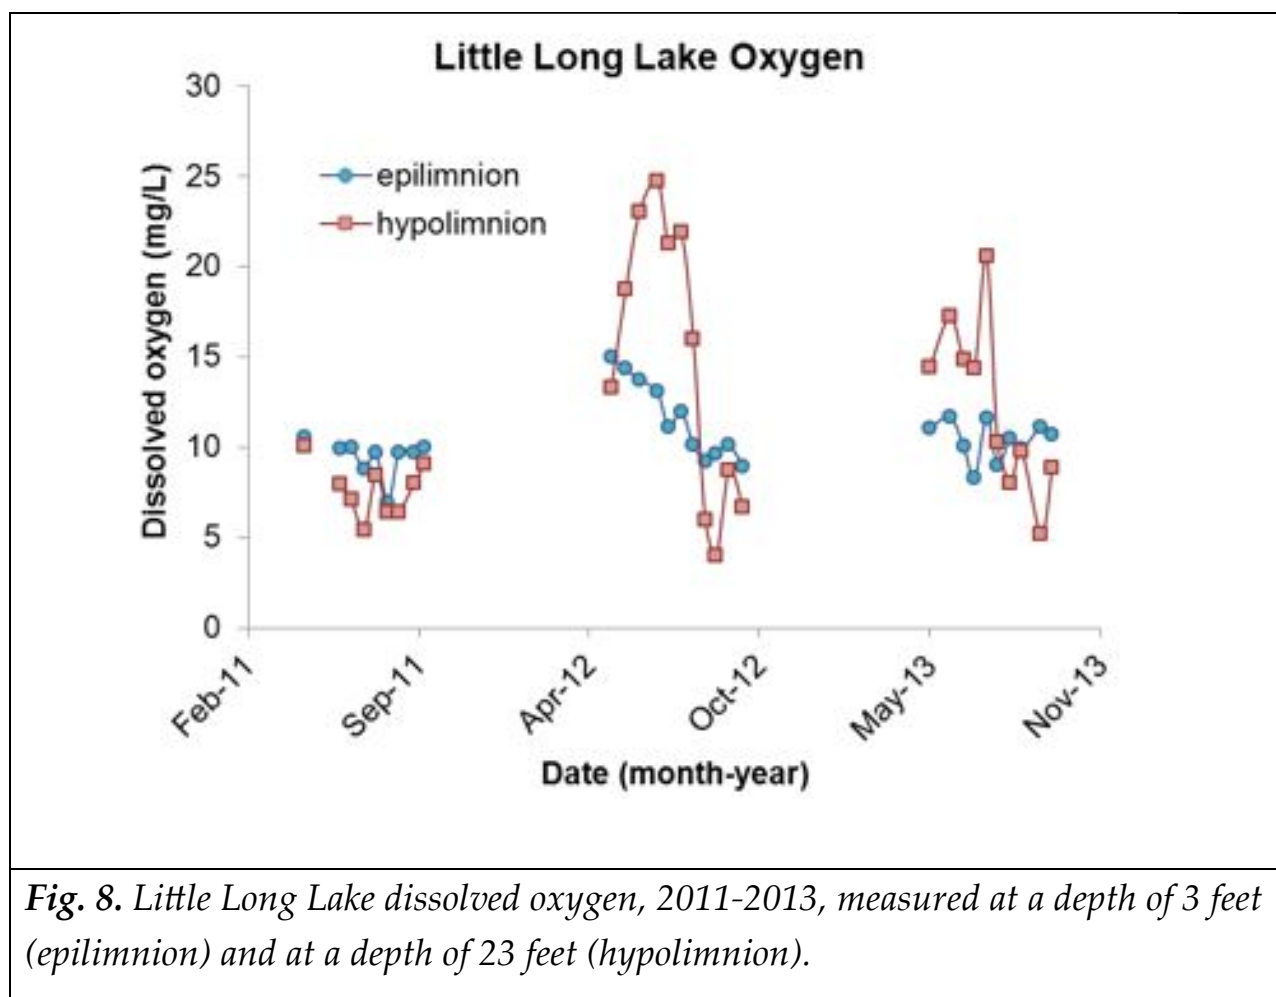 Little Long Lake Oxygen
30
25
20
15
10
5
0
epilimnion
hypolimnion
Dissolved oxygen (mg/L)
Feb-11
Sep-11
Apr-12
Oct-12
May-13
Nov-13
Date (month-year)
Fig. 8. Little Long Lake dissolved oxygen, 2011-2013, measured at a depth of 3 feet
(epilimnion) and at a depth of 23 feet (hypolimnion).